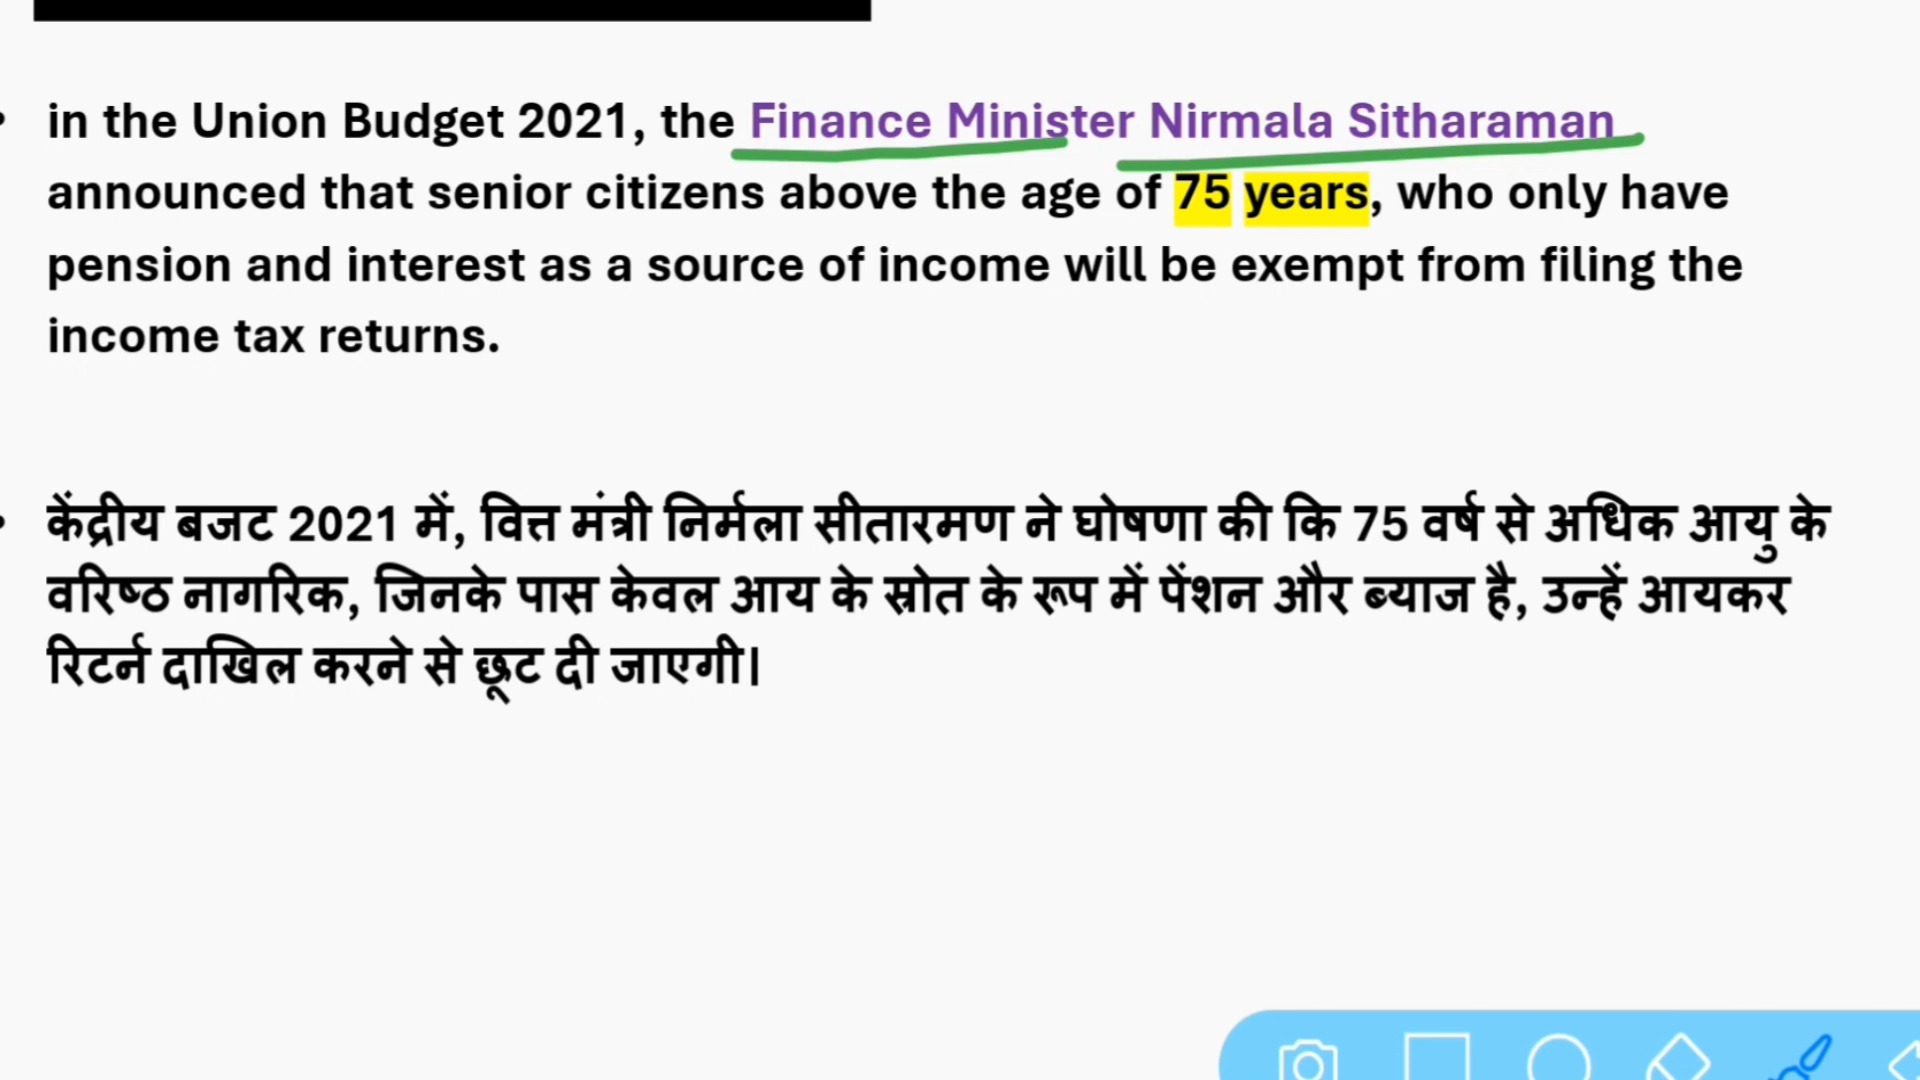 in the Union Budget 2021, the Finance Minister Nirmala Sitharaman
announced that senior citizens above the age of 75 years, who only have
pension and interest as a source of income will be exempt from filing the
income tax returns.
केंद्रीय बजट 2021 में, वित्त मंत्री निर्मला सीतारमण ने घोषणा की कि 75 वर्ष से अधिक आयु के
वरिष्ठ नागरिक, जिनके पास केवल आय के स्रोत के रूप में पेंशन और ब्याज है, उन्हें आयकर
रिटर्न दाखिल करने से छूट दी जाएगी।